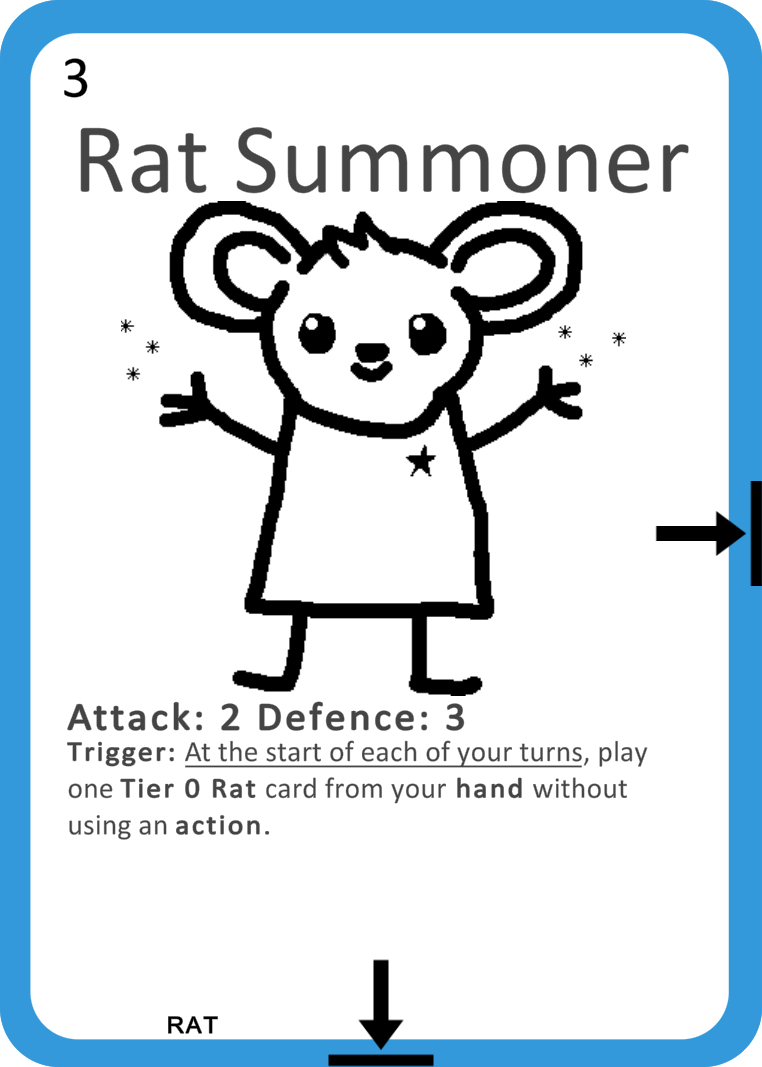 3
Rat Summoner
Attack: 2 Defence: 3
Trigger: At the start of each of your turns, play
one Tier 0 Rat card from your hand without
using an action.
RAT